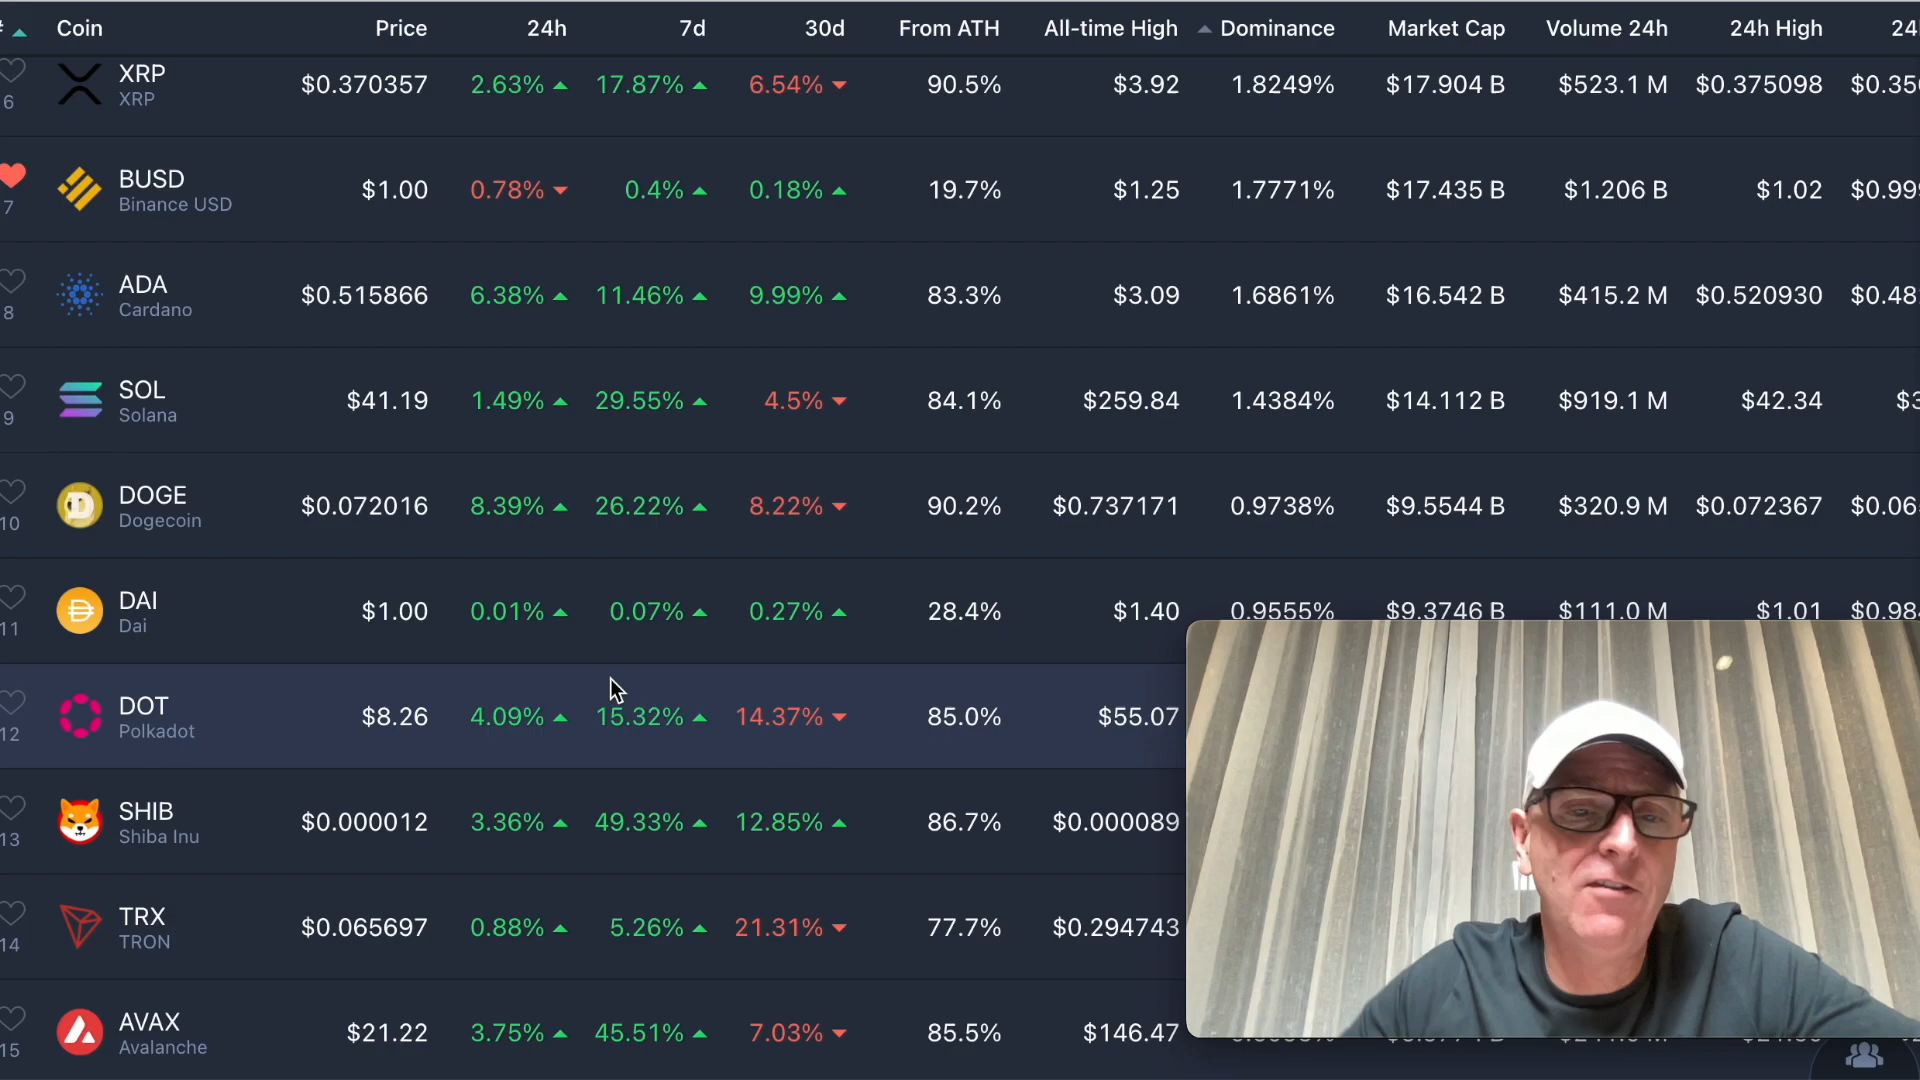 # Coin Price 24h 7d 30d From ATH All-time High Dominance Market Cap Volume 24h 24h High
6 XRP XRP $0.370357 2.63% 17.87% 6.54% 90.5% $3.92 1.8249% $17.904 B $523.1 M $0.375098
7 BUSD Binance USD $1.00 0.78% 0.4% 0.18% 19.7% $1.25 1.7771% $17.435 B $1.206 B $1.02
8 ADA Cardano $0.515866 6.38% 11.46% 9.99% 83.3% $3.09 1.6861% $16.542 B $415.2 M $0.520930
9 SOL Solana $41.19 1.49% 29.55% 4.5% 84.1% $259.84 1.4384% $14.112 B $919.1 M $42.34
10 DOGE Dogecoin $0.072016 8.39% 26.22% 8.22% 90.2% $0.737171 0.9738% $9.5544 B $320.9 M $0.072367
11 DAI Dai $1.00 0.01% 0.07% 0.27% 28.4% $1.40 0.9555% $9.3746 B $111.0 M $1.01
12 DOT Polkadot $8.26 4.09% 15.32% 14.37% 85.0% $55.07
13 SHIB Shiba Inu $0.000012 3.36% 49.33% 12.85% 86.7% $0.000089
14 TRX TRON $0.065697 0.88% 5.26% 21.31% 77.7% $0.294743
15 AVAX Avalanche $21.22 3.75% 45.51% 7.03% 85.5% $146.47